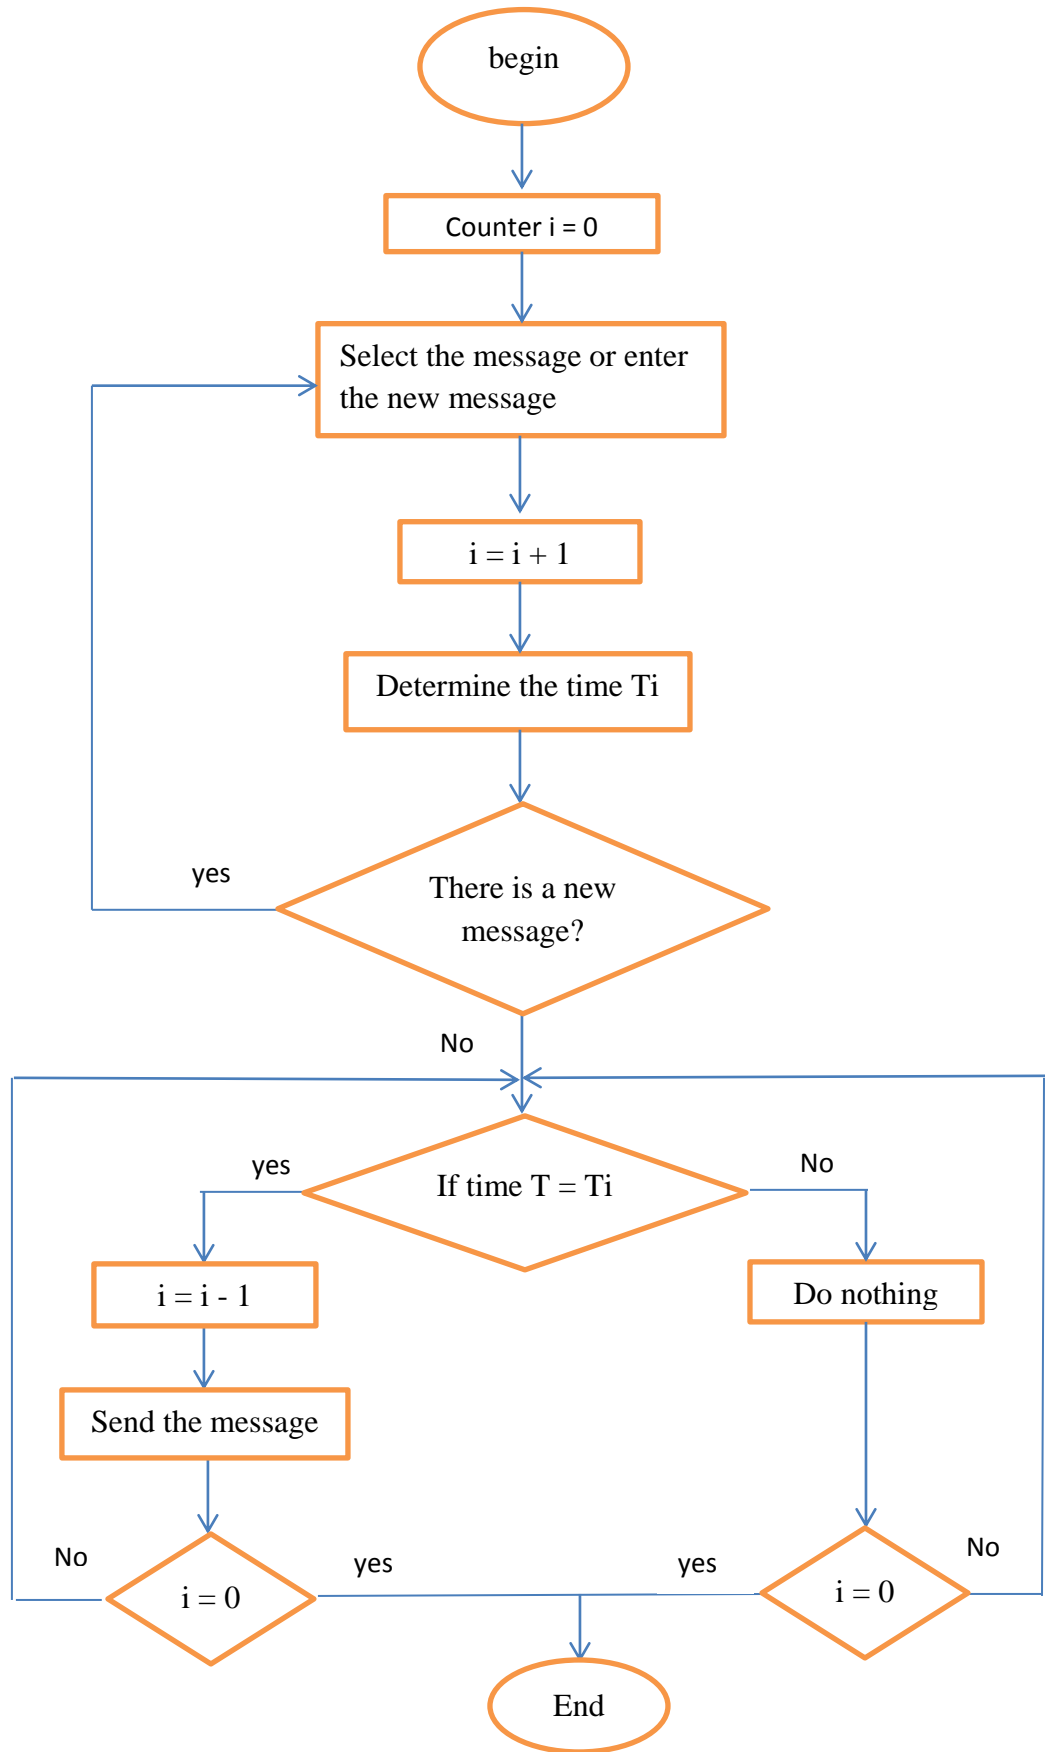 begin
Counter i = 0
Select the message or enter
the new message
i = i + 1
Determine the time Ti
yes
There is a new
message?
No
yes
If time T = Ti
No
i = i - 1
Do nothing
Send the message
No
i = 0
yes
yes
i = 0
No
End